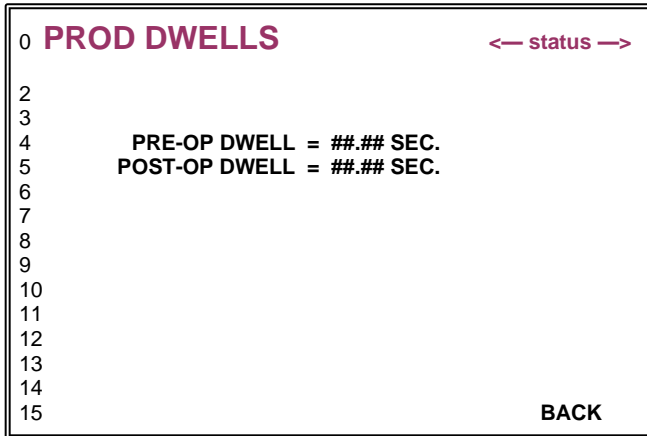 0 PROD DWELLS <— status —>
2
3
4 PRE-OP DWELL = ##.## SEC.
5 POST-OP DWELL = ##.## SEC.
6
7
8
9
10
11
12
13
14
15 BACK